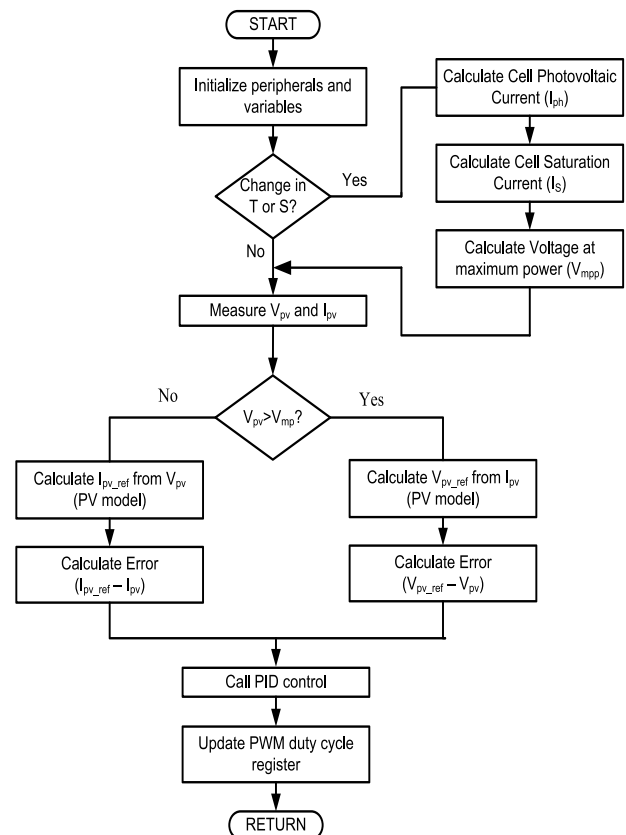 START
Initialize peripherals and
variables
Change in
T or S?
Yes
No
Calculate Cell Photovoltaic
Current (Iph)
Calculate Cell Saturation
Current (IS)
Calculate Voltage at
maximum power (Vmpp)
Measure Vpv and Ipv
Vpv>Vmp?
No
Yes
Calculate Ipv_ref from Vpv
(PV model)
Calculate Error
(Ipv_ref – Ipv)
Calculate Vpv_ref from Ipv
(PV model)
Calculate Error
(Vpv_ref – Vpv)
Call PID control
Update PWM duty cycle
register
RETURN